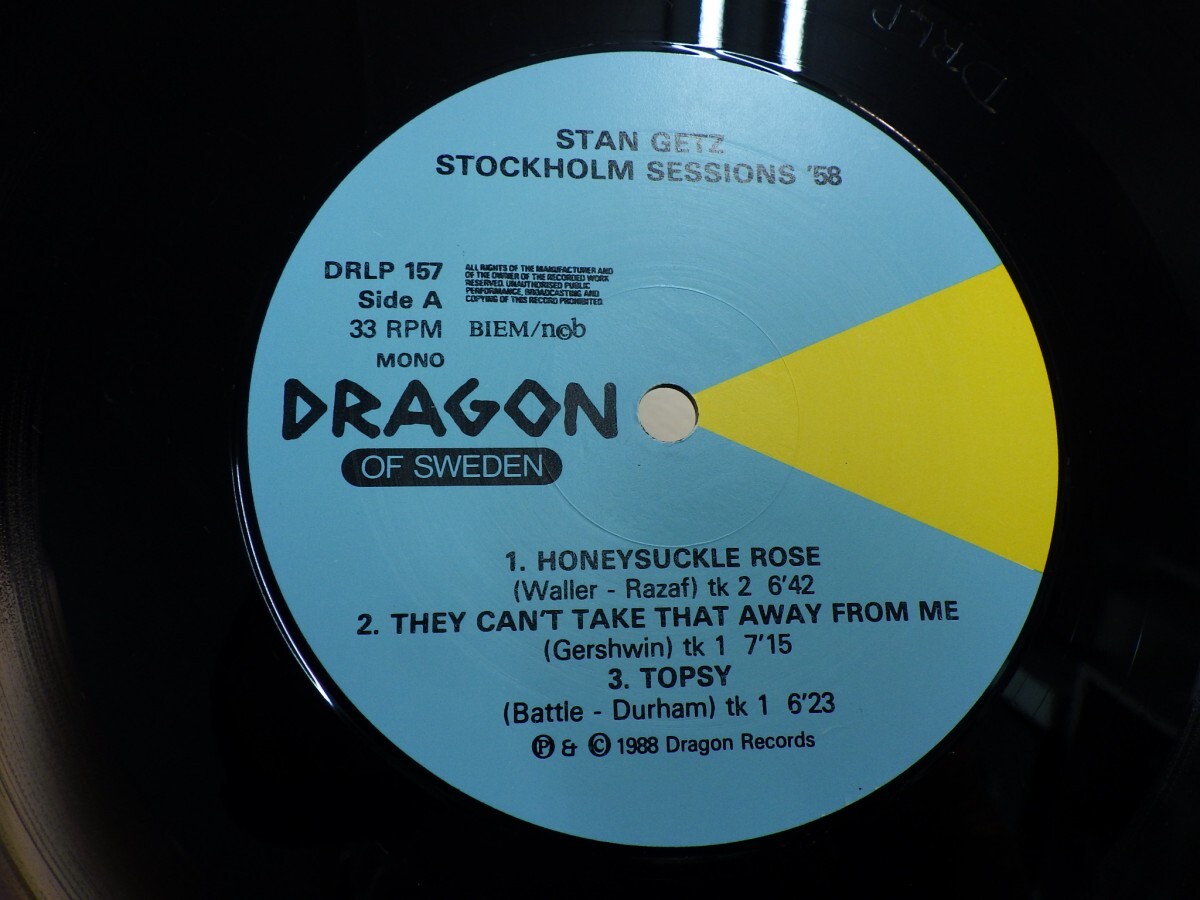 DRLP
STAN GETZ
STOCKHOLM SESSIONS '58
DRLP 157
Side A
33 RPM
MONO
ALL RIGHTS OF THE MANUFACTURER AND
OF THE OWNER OF THE RECORDED WORK
RESERVED. UNAUTHORISED PUBLIC
PERFORMANCE, BROADCASTING AND
COPYING OF THIS RECORD PROHIBITED.
BIEM/n©b
DRAGON
OF SWEDEN
1. HONEYSUCKLE ROSE
(Waller - Razaf) tk 2 6'42
2. THEY CAN'T TAKE THAT AWAY FROM ME
(Gershwin) tk 1 7'15
3. TOPSY
(Battle - Durham) tk 1 6'23
℗ & © 1988 Dragon Records